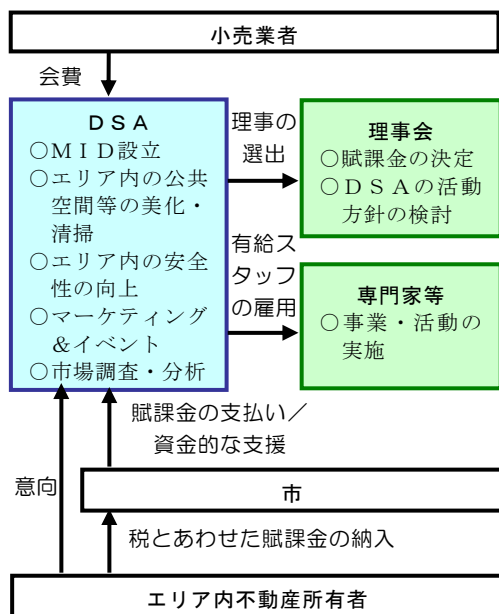 小売業者
会費
ＤＳＡ
○ＭＩＤ設立
○エリア内の公共
空間等の美化・
清掃
○エリア内の安全
性の向上
○マーケティング
＆イベント
○市場調査・分析
理事の
選出
理事会
○賦課金の決定
○ＤＳＡの活動
方針の検討
有給ス
タッフ
の雇用
専門家等
○事業・活動の
実施
賦課金の支払い／
資金的な支援
意向
市
税とあわせた賦課金の納入
エリア内不動産所有者